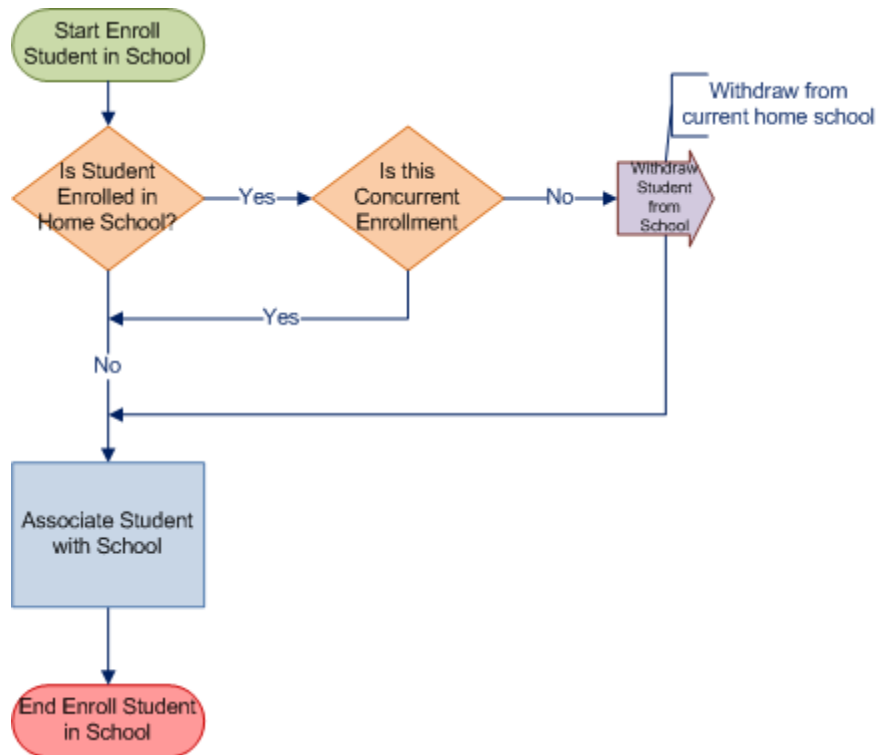 Start Enroll
Student in School
Withdraw from
current home school
Is Student
Enrolled in
Home School?
Yes
Is this
Concurrent
Enrollment
No
Withdraw
Student
from
School
Yes
No
Associate Student
with School
End Enroll Student
in School